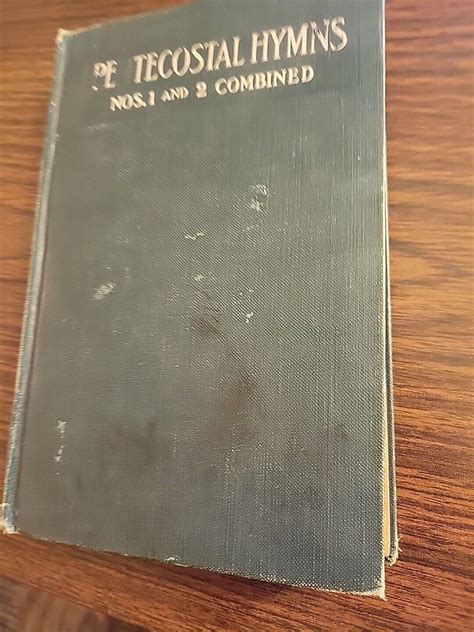 PE TECOSTAL HYMNS
NOS. 1 AND 2 COMBINED